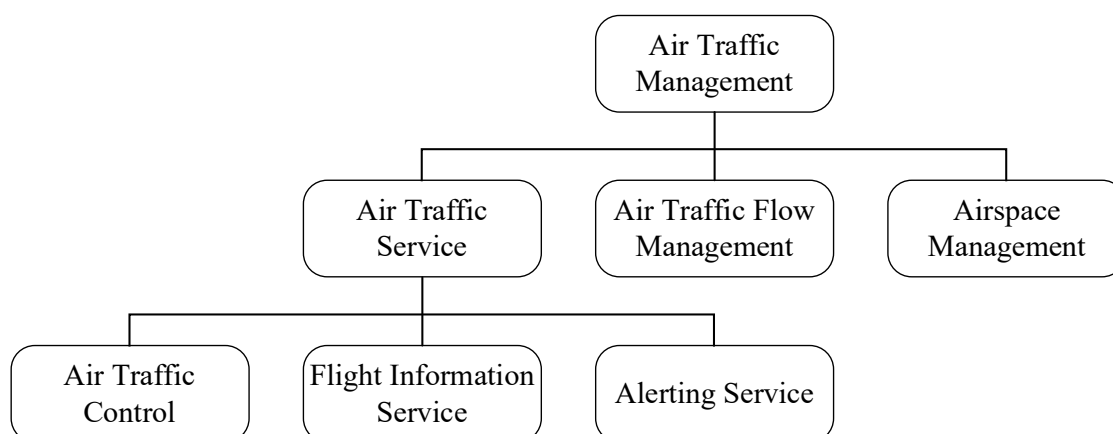 Air Traffic
Management
Air Traffic
Service
Air Traffic Flow
Management
Airspace
Management
Air Traffic
Control
Flight Information
Service
Alerting Service